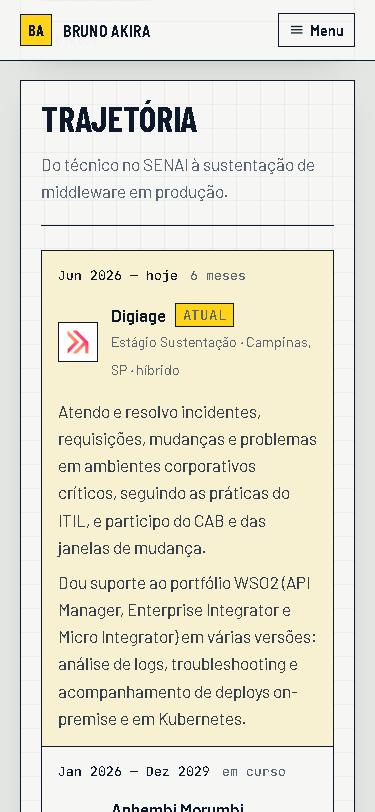 BA BRUNO AKIRA Menu
TRAJETÓRIA
Do técnico no SENAI à sustentação de
middleware em produção.
Jun 2026 — hoje 6 meses
Digiage ATUAL
Estágio Sustentação · Campinas,
SP · híbrido
Atendo e resolvo incidentes,
requisições, mudanças e problemas
em ambientes corporativos
críticos, seguindo as práticas do
ITIL, e participo do CAB e das
janelas de mudança.
Dou suporte ao portfólio WSO2 (API
Manager, Enterprise Integrator e
Micro Integrator) em várias versões:
análise de logs, troubleshooting e
acompanhamento de deploys on-
premise e em Kubernetes.
Jan 2026 — Dez 2029 em curso
Anhembi Morumbi